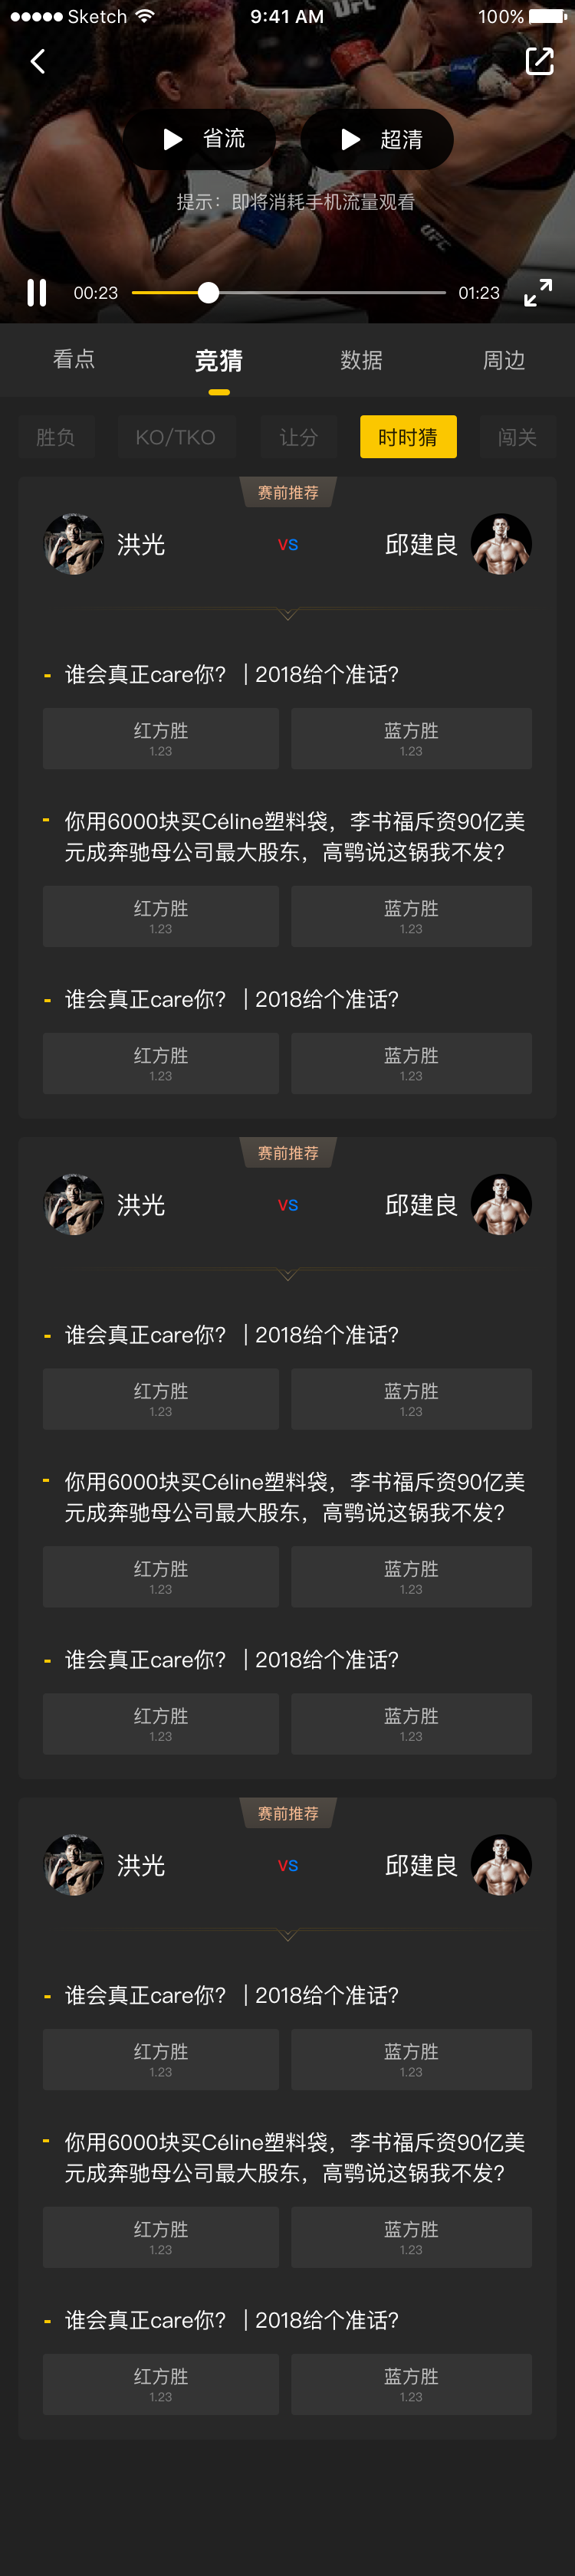 Sketch 9:41 AM 100%
UFC
省流 超清
提示：即将消耗手机流量观看
UFC
00:23 01:23
看点 竞猜 数据 周边
胜负 KO/TKO 让分 时时猜 闯关
赛前推荐
洪光 VS 邱建良
谁会真正care你？ | 2018给个准话？
红方胜 蓝方胜
1.23 1.23
你用6000块买Céline塑料袋，李书福斥资90亿美
元成奔驰母公司最大股东，高鹗说这锅我不发？
红方胜 蓝方胜
1.23 1.23
谁会真正care你？ | 2018给个准话？
红方胜 蓝方胜
1.23 1.23
赛前推荐
洪光 VS 邱建良
谁会真正care你？ | 2018给个准话？
红方胜 蓝方胜
1.23 1.23
你用6000块买Céline塑料袋，李书福斥资90亿美
元成奔驰母公司最大股东，高鹗说这锅我不发？
红方胜 蓝方胜
1.23 1.23
谁会真正care你？ | 2018给个准话？
红方胜 蓝方胜
1.23 1.23
赛前推荐
洪光 VS 邱建良
谁会真正care你？ | 2018给个准话？
红方胜 蓝方胜
1.23 1.23
你用6000块买Céline塑料袋，李书福斥资90亿美
元成奔驰母公司最大股东，高鹗说这锅我不发？
红方胜 蓝方胜
1.23 1.23
谁会真正care你？ | 2018给个准话？
红方胜 蓝方胜
1.23 1.23